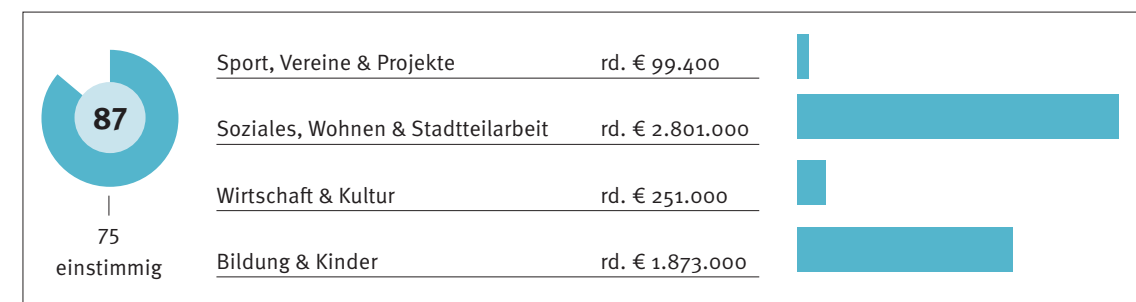 87
75
einstimmig
Sport, Vereine & Projekte rd. € 99.400
Soziales, Wohnen & Stadtteilarbeit rd. € 2.801.000
Wirtschaft & Kultur rd. € 251.000
Bildung & Kinder rd. € 1.873.000